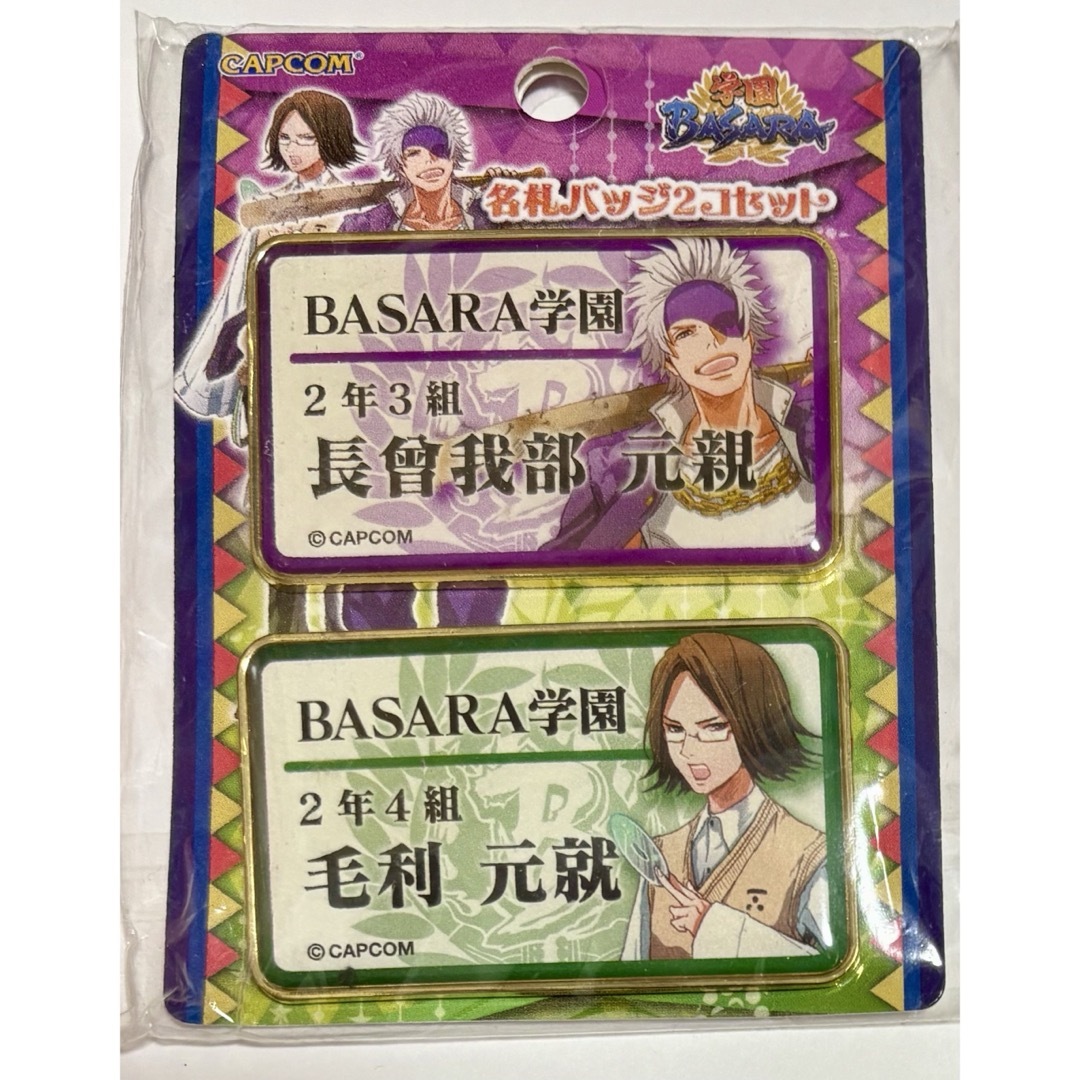 CAPCOM®
学園
BASARA
名札バッジ2コセット
BASARA学園
2年3組
長曾我部 元親
©CAPCOM
BASARA学園
2年4組
毛利 元就
©CAPCOM